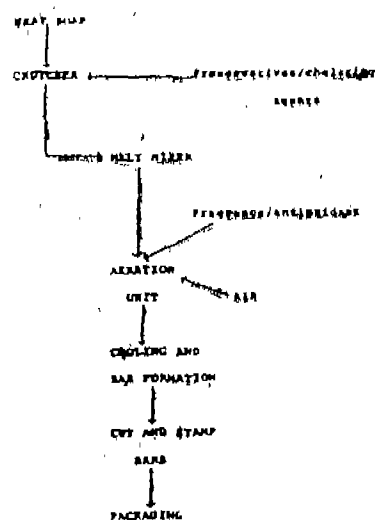 NEAT SOAP
CRUTCHER
Preservatives/chelating
agents
MELT MIXER
Fragrance/antioxidant
AERATION
UNIT
AIR
COOLING AND
BAR FORMATION
CUT AND STAMP
BARS
PACKAGING